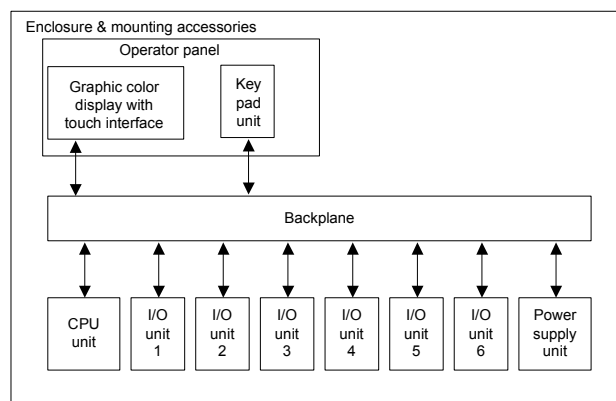 Enclosure & mounting accessories
Operator panel
Graphic color
display with
touch interface
Key
pad
unit
Backplane
CPU
unit
I/O
unit
1
I/O
unit
2
I/O
unit
3
I/O
unit
4
I/O
unit
5
I/O
unit
6
Power
supply
unit